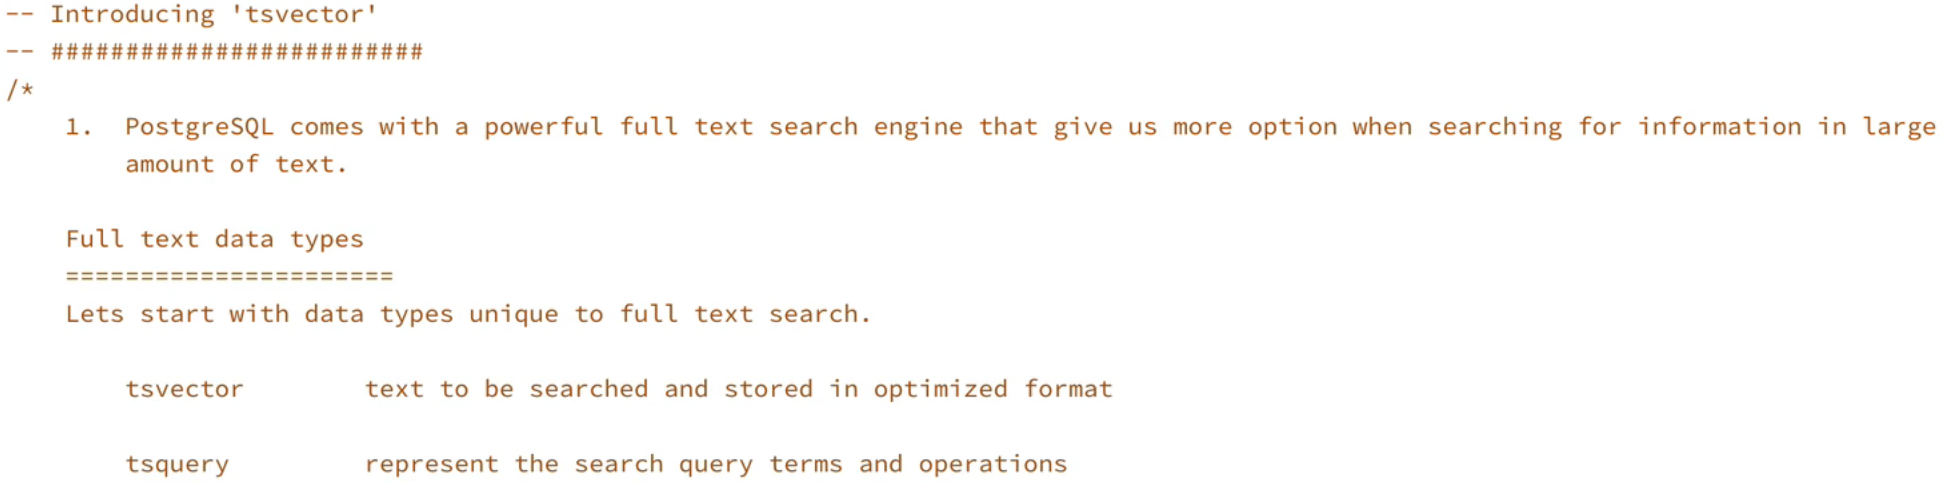 -- Introducing 'tsvector'
-- #########################
/*
1. PostgreSQL comes with a powerful full text search engine that give us more option when searching for information in large
amount of text.
Full text data types
======================
Lets start with data types unique to full text search.
tsvector text to be searched and stored in optimized format
tsquery represent the search query terms and operations